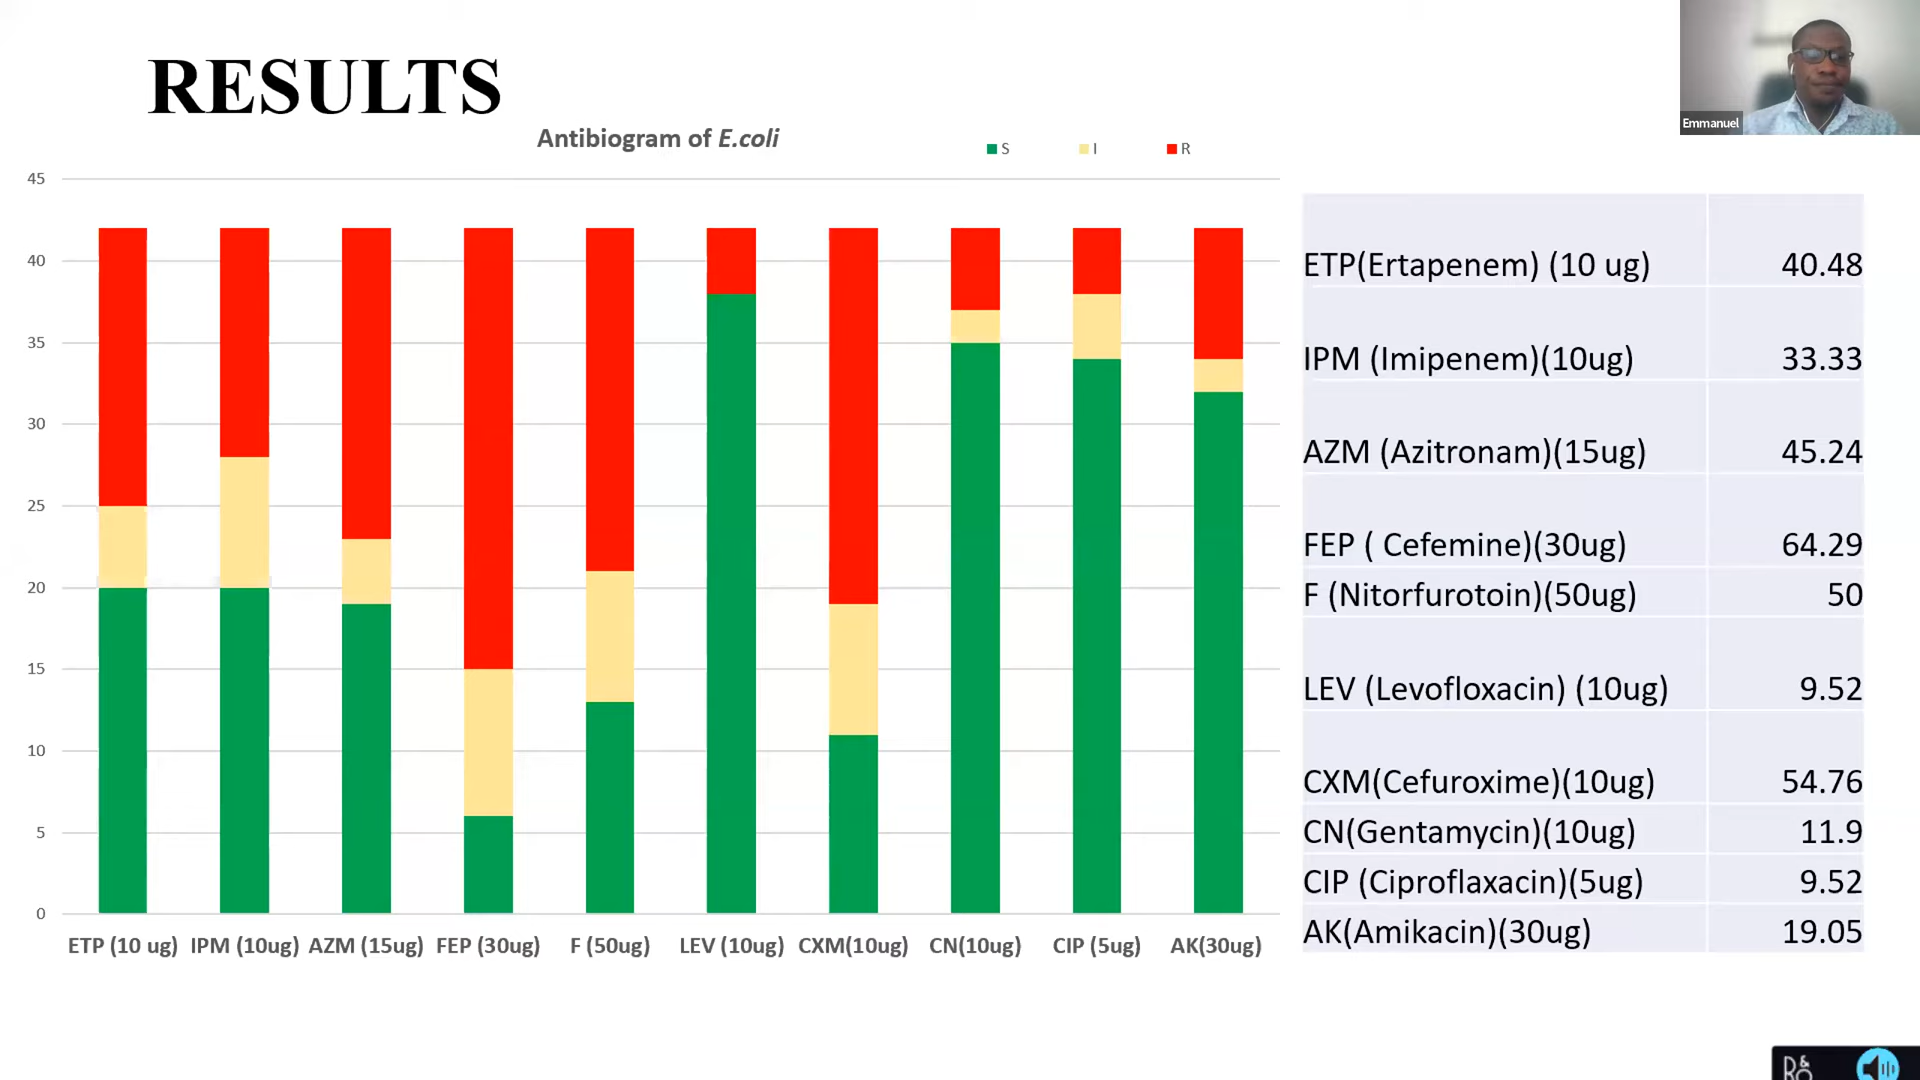 RESULTS
Emmanuel
Antibiogram of E.coli
S I R
45
40
35
30
25
20
15
10
5
0
ETP (10 ug) IPM (10ug) AZM (15ug) FEP (30ug) F (50ug) LEV (10ug) CXM(10ug) CN(10ug) CIP (5ug) AK(30ug)
ETP(Ertapenem) (10 ug) 40.48
IPM (Imipenem)(10ug) 33.33
AZM (Azitronam)(15ug) 45.24
FEP ( Cefemine)(30ug) 64.29
F (Nitorfurotoin)(50ug) 50
LEV (Levofloxacin) (10ug) 9.52
CXM(Cefuroxime)(10ug) 54.76
CN(Gentamycin)(10ug) 11.9
CIP (Ciproflaxacin)(5ug) 9.52
AK(Amikacin)(30ug) 19.05